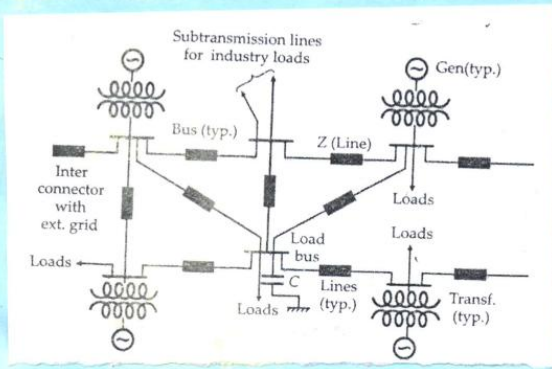 Subtransmission lines
for industry loads
Gen(typ.)
Bus (typ.)
Z (Line)
Inter
connector
with
ext. grid
Loads
Loads
Load
bus
Loads
C
Lines
(typ.)
Loads
Transf.
(typ.)